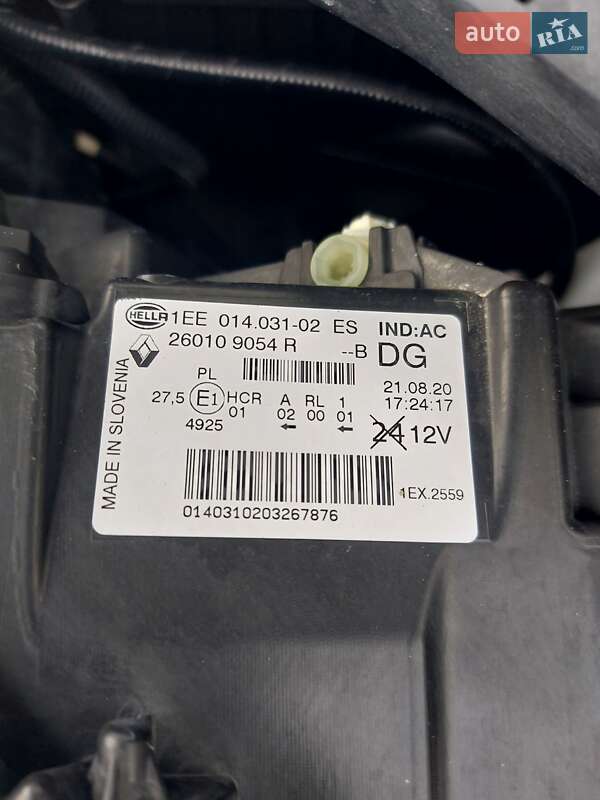 auto RIA.com
HELLA 1EE 014.031-02 ES IND:AC
26010 9054 R --B DG
MADE IN SLOVENIA
PL 21.08.20
27,5 E1 HCR A RL 1 17:24:17
01 02 00 01
4925 ← ← 24 12V
1EX.2559
0140310203267876